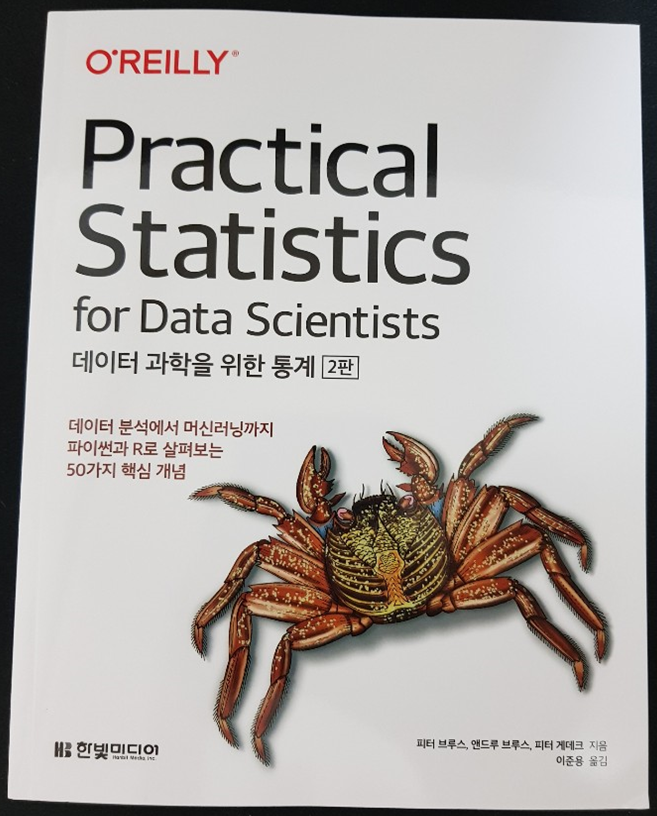 O'REILLY®
Practical
Statistics
for Data Scientists
데이터 과학을 위한 통계 2판
데이터 분석에서 머신러닝까지
파이썬과 R로 살펴보는
50가지 핵심 개념
피터 브루스, 앤드루 브루스, 피터 게데크 지음
이준용 옮김
HB 한빛미디어
Hanbit Media, Inc.